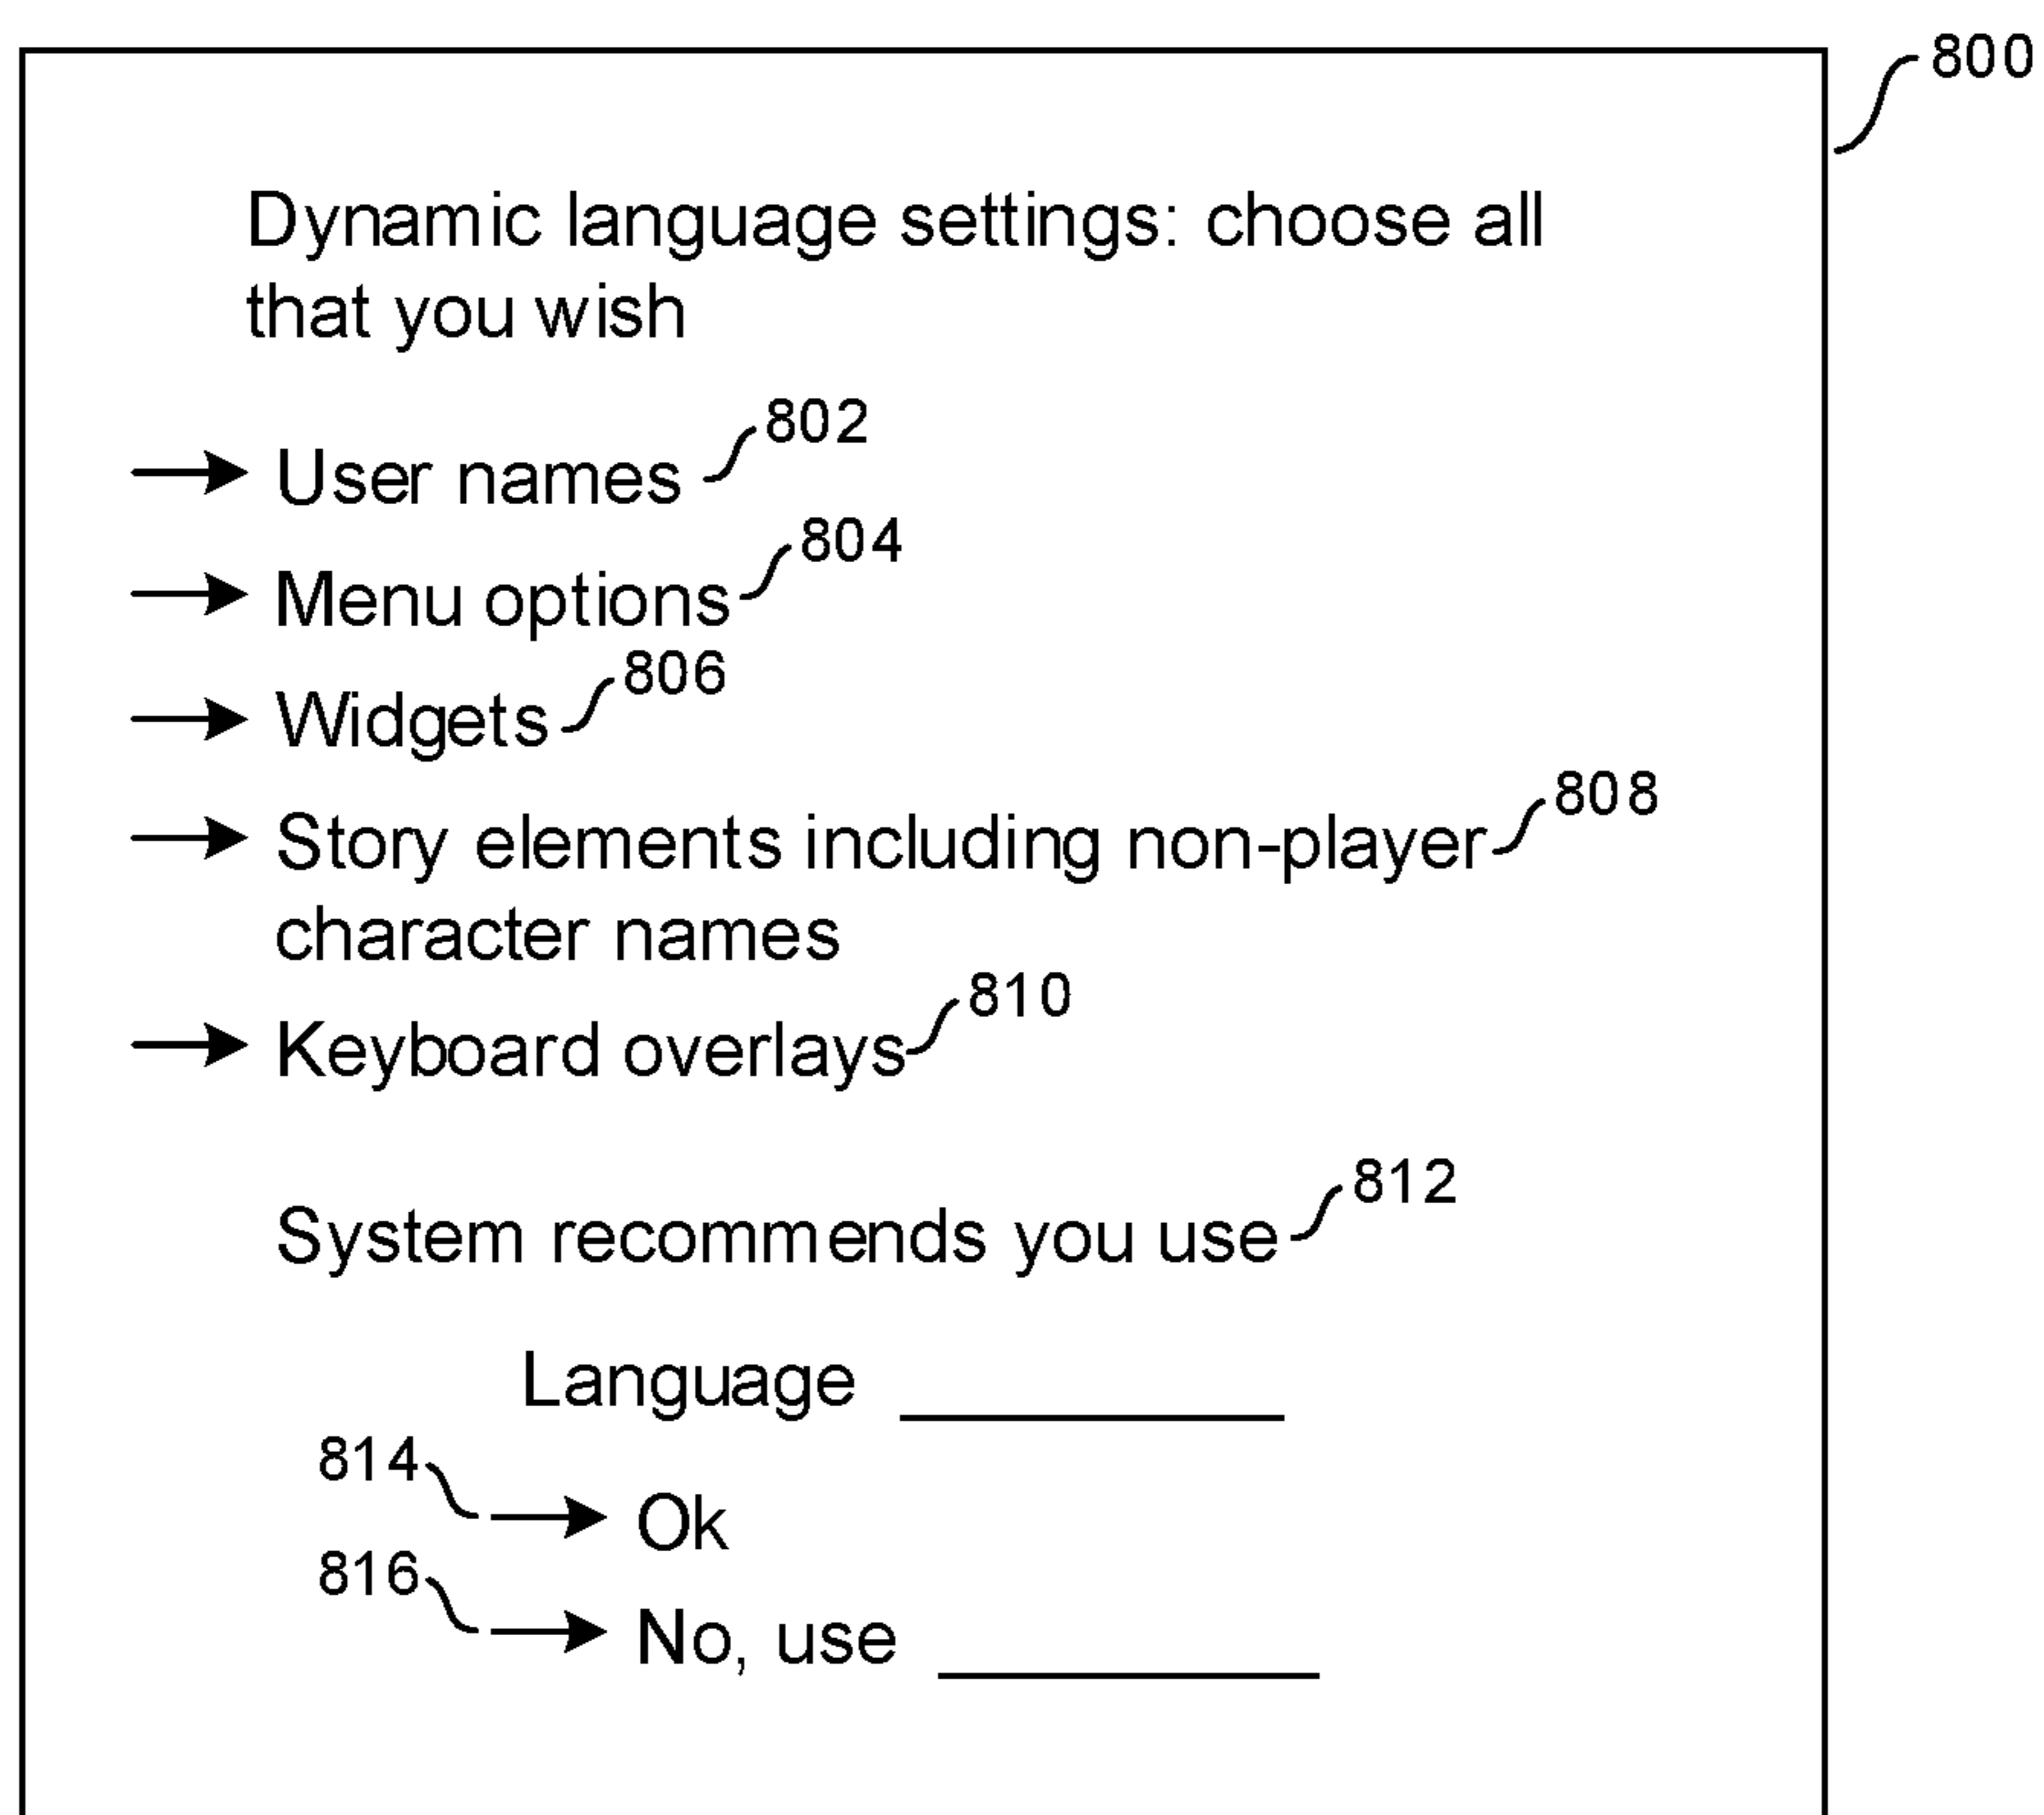 800
Dynamic language settings: choose all
that you wish
802
User names
804
Menu options
806
Widgets
808
Story elements including non-player
character names
810
Keyboard overlays
812
System recommends you use
Language
814
Ok
816
No, use